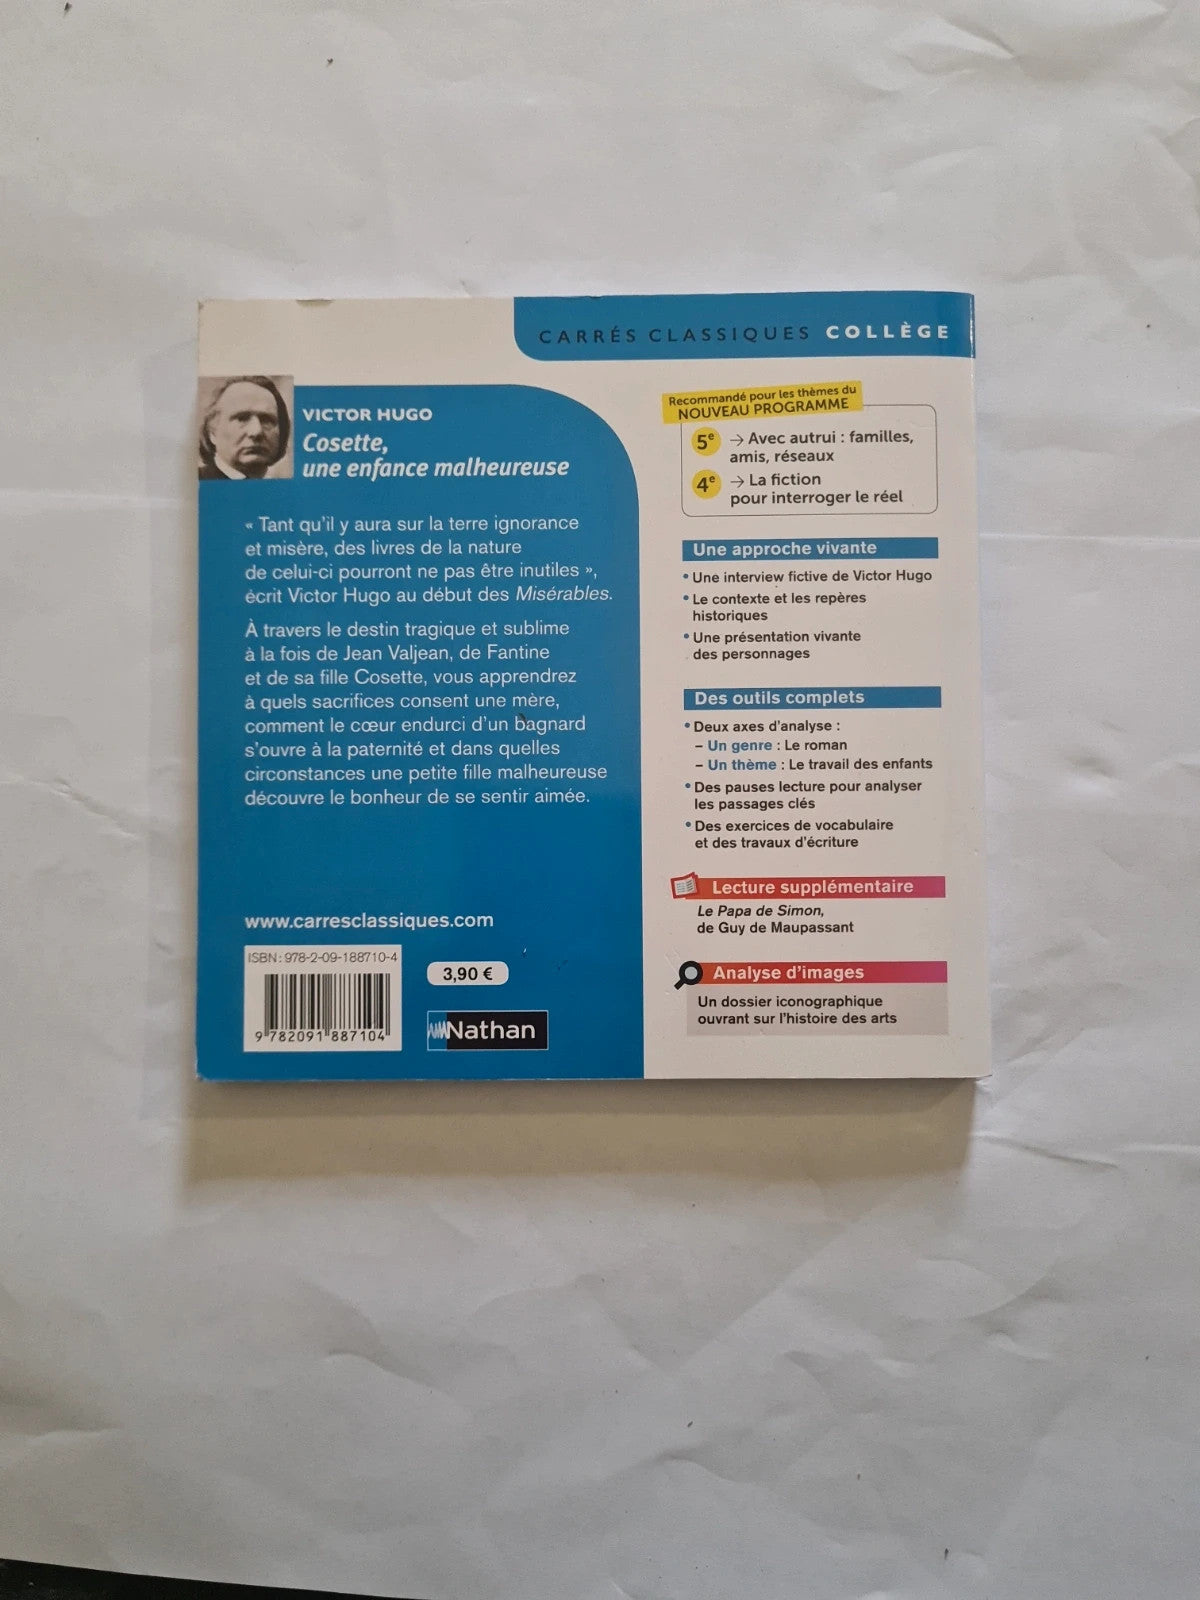 CARRÉS CLASSIQUES COLLÈGE
VICTOR HUGO
Cosette,
une enfance malheureuse
« Tant qu'il y aura sur la terre ignorance
et misère, des livres de la nature
de celui-ci pourront ne pas être inutiles »,
écrit Victor Hugo au début des Misérables.
À travers le destin tragique et sublime
à la fois de Jean Valjean, de Fantine
et de sa fille Cosette, vous apprendrez
à quels sacrifices consent une mère,
comment le cœur endurci d'un bagnard
s'ouvre à la paternité et dans quelles
circonstances une petite fille malheureuse
découvre le bonheur de se sentir aimée.
www.carresclassiques.com
ISBN : 978-2-09-188710-4
9 782091 887104
3,90 €
Nathan
Recommandé pour les thèmes du
NOUVEAU PROGRAMME
5e → Avec autrui : familles,
amis, réseaux
4e → La fiction
pour interroger le réel
Une approche vivante
• Une interview fictive de Victor Hugo
• Le contexte et les repères
historiques
• Une présentation vivante
des personnages
Des outils complets
• Deux axes d'analyse :
– Un genre : Le roman
– Un thème : Le travail des enfants
• Des pauses lecture pour analyser
les passages clés
• Des exercices de vocabulaire
et des travaux d'écriture
Lecture supplémentaire
Le Papa de Simon,
de Guy de Maupassant
Analyse d'images
Un dossier iconographique
ouvrant sur l'histoire des arts